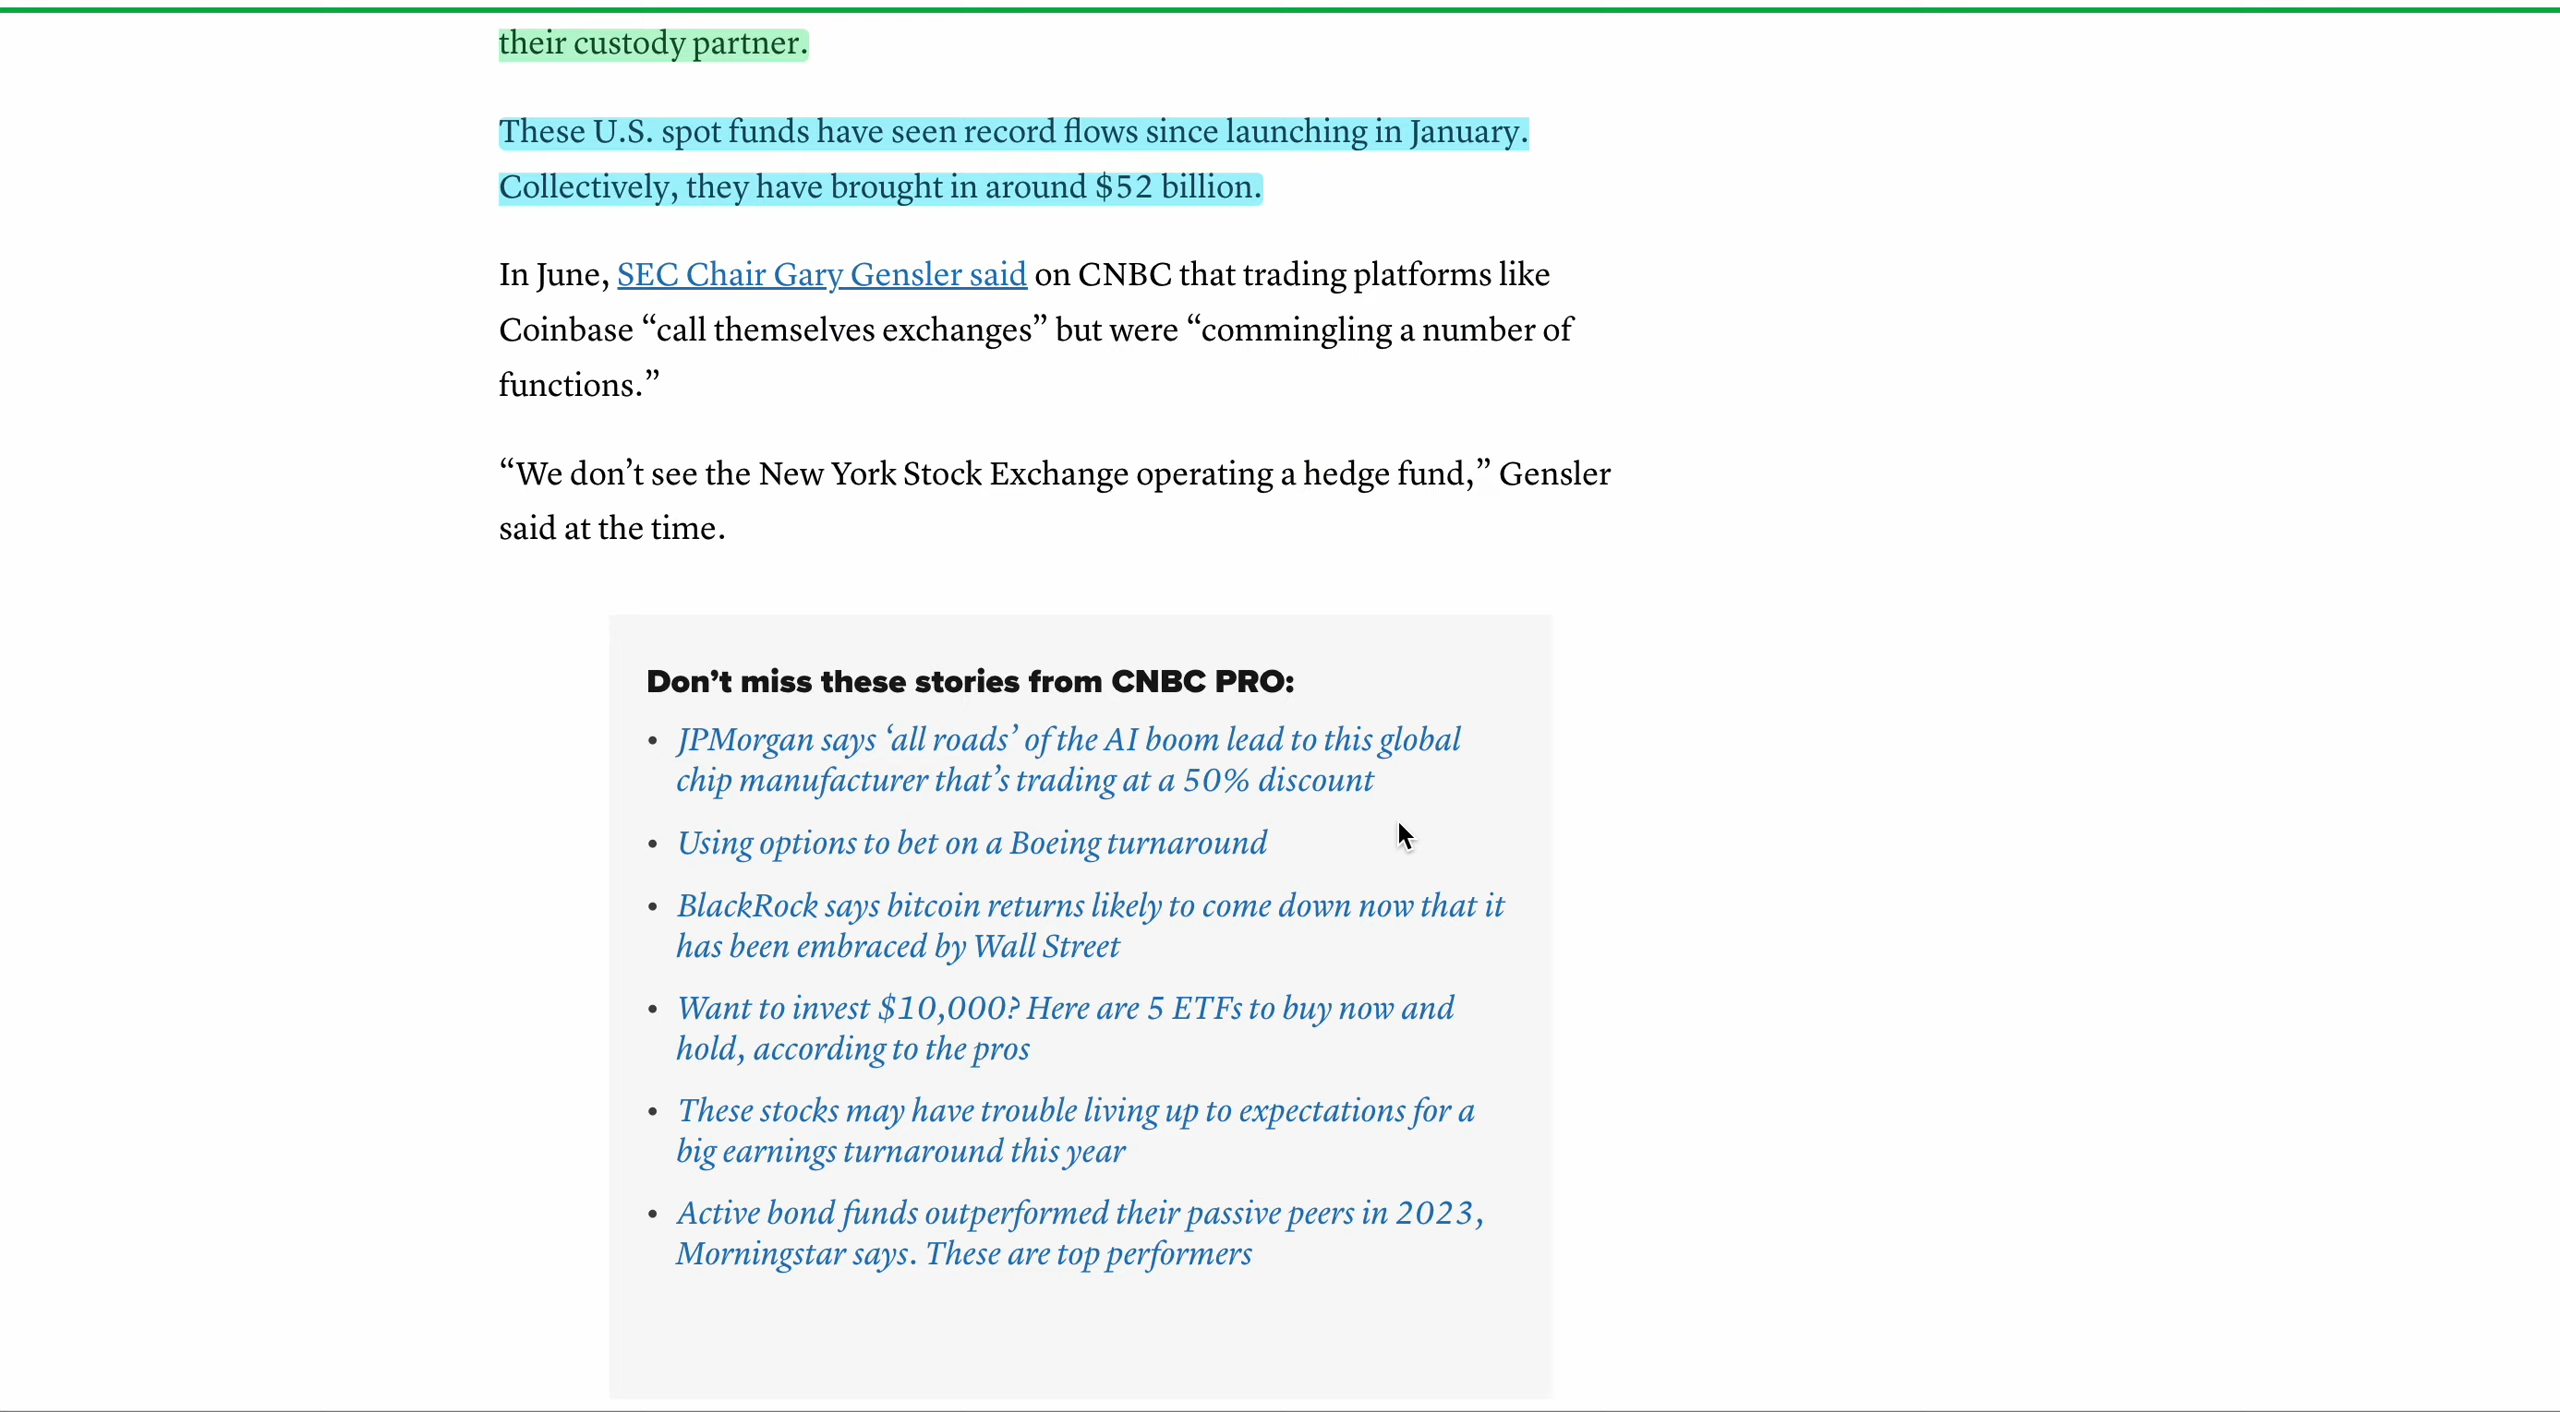 their custody partner.
These U.S. spot funds have seen record flows since launching in January.
Collectively, they have brought in around $52 billion.
In June, SEC Chair Gary Gensler said on CNBC that trading platforms like
Coinbase “call themselves exchanges” but were “commingling a number of
functions.”
“We don’t see the New York Stock Exchange operating a hedge fund,” Gensler
said at the time.
Don’t miss these stories from CNBC PRO:
• JPMorgan says ‘all roads’ of the AI boom lead to this global
chip manufacturer that’s trading at a 50% discount
• Using options to bet on a Boeing turnaround
• BlackRock says bitcoin returns likely to come down now that it
has been embraced by Wall Street
• Want to invest $10,000? Here are 5 ETFs to buy now and
hold, according to the pros
• These stocks may have trouble living up to expectations for a
big earnings turnaround this year
• Active bond funds outperformed their passive peers in 2023,
Morningstar says. These are top performers